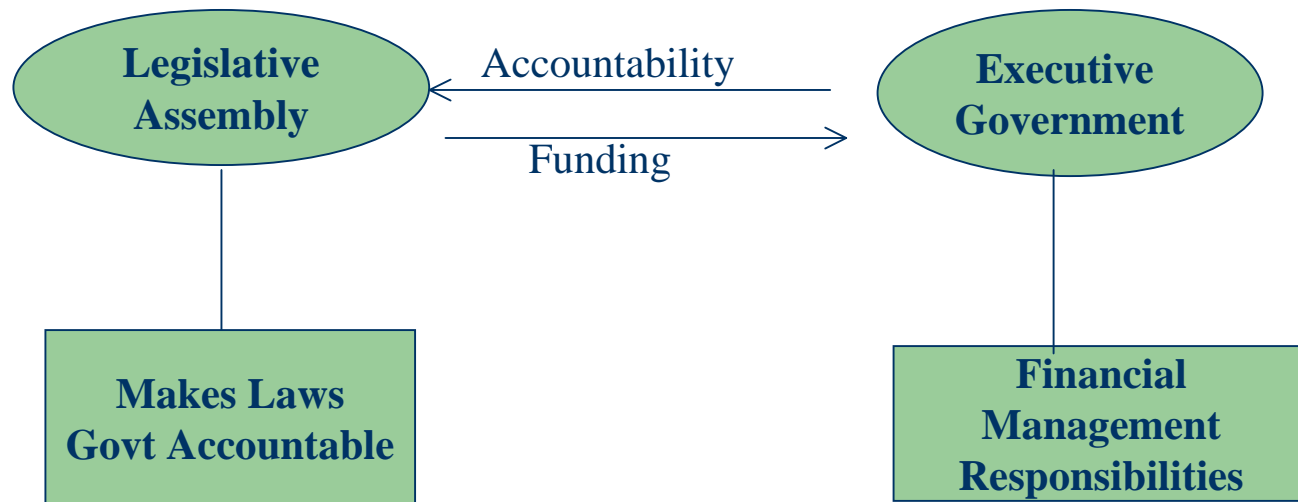 Legislative
Assembly
Accountability
Funding
Executive
Government
Makes Laws
Govt Accountable
Financial
Management
Responsibilities